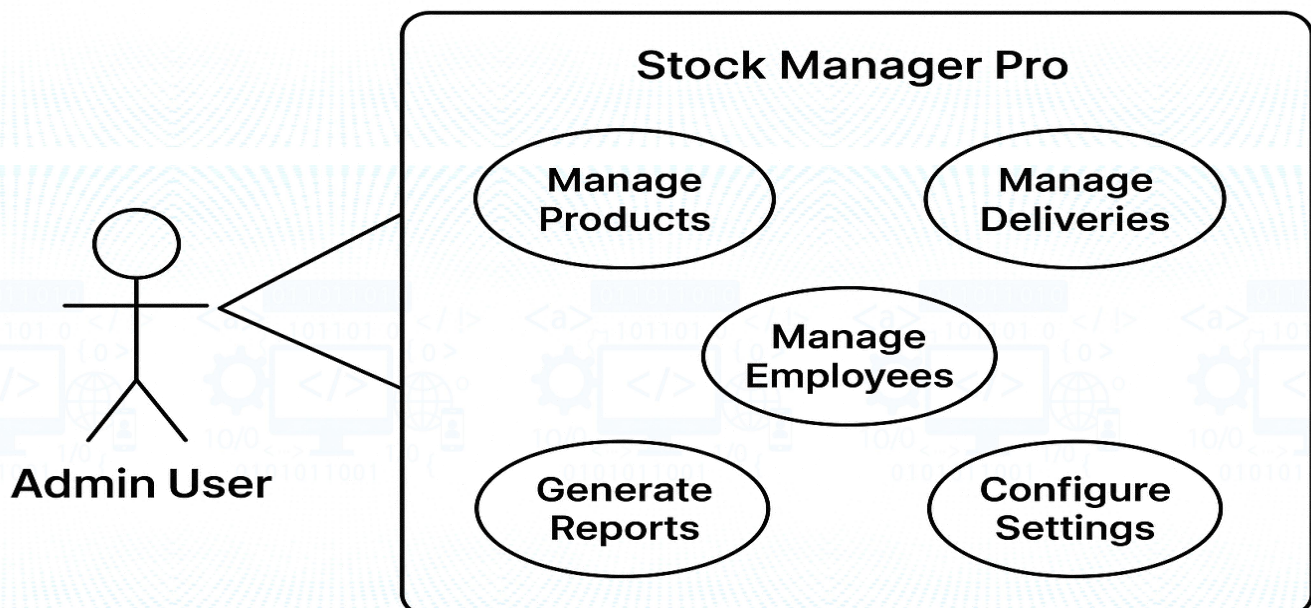 Stock Manager Pro
Manage
Products
Manage
Deliveries
Manage
Employees
Admin User
Generate
Reports
Configure
Settings